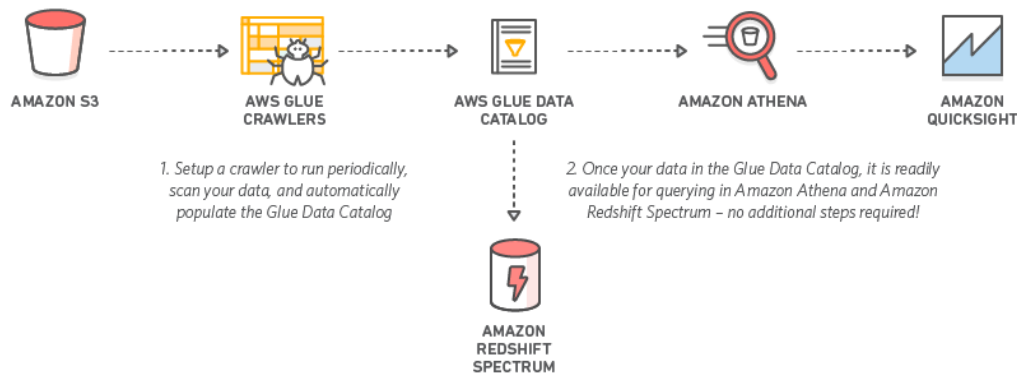 AMAZON S3
AWS GLUE
CRAWLERS
AWS GLUE DATA
CATALOG
AMAZON ATHENA
AMAZON
QUICKSIGHT
1. Setup a crawler to run periodically,
scan your data, and automatically
populate the Glue Data Catalog
2. Once your data in the Glue Data Catalog, it is readily
available for querying in Amazon Athena and Amazon
Redshift Spectrum – no additional steps required!
AMAZON
REDSHIFT
SPECTRUM